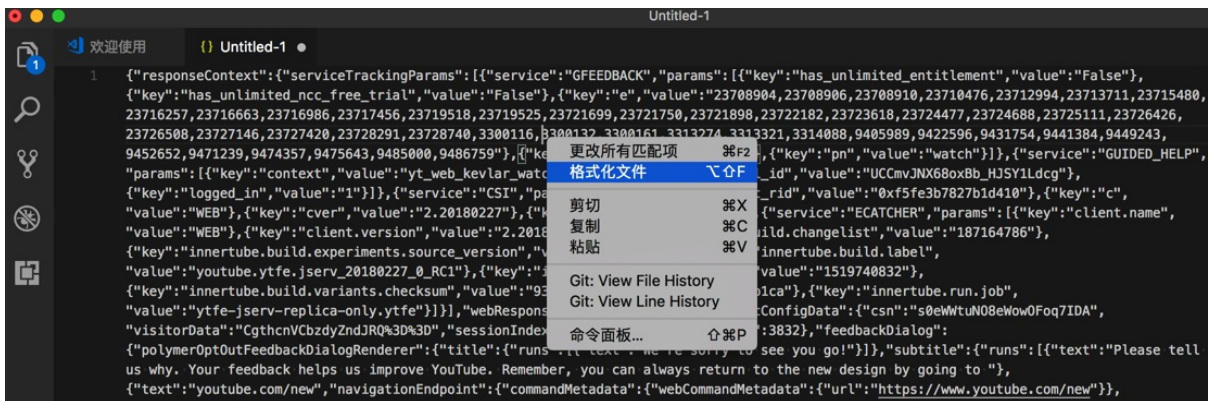 Untitled-1
欢迎使用
{} Untitled-1 ●
1
1 {"responseContext":{"serviceTrackingParams":[{"service":"GFEEDBACK","params":[{"key":"has_unlimited_entitlement","value":"False"},
{"key":"has_unlimited_ncc_free_trial","value":"False"},{"key":"e","value":"23708904,23708906,23708910,23710476,23712994,23713711,23715480,
23716257,23716663,23716986,23717456,23719518,23719525,23721699,23721750,23721898,23722182,23723618,23724477,23724688,23725111,23726426,
23726508,23727146,23727420,23728291,23728740,3300116,3300132,3300161,3313274,3313321,3314088,9405989,9422596,9431754,9441384,9449243,
9452652,9471239,9474357,9475643,9485000,9486759"},{"ke 更改所有匹配项 ⌘F2 },{"key":"pn","value":"watch"}]},{"service":"GUIDED_HELP",
"params":[{"key":"context","value":"yt_web_kevlar_watc 格式化文件 ⌥⇧F _id","value":"UCCmvJNX68oxBb_HJSY1Ldcg"},
{"key":"logged_in","value":"1"}]},{"service":"CSI","pa _rid","value":"0xf5fe3b7827b1d410"},{"key":"c",
"value":"WEB"},{"key":"cver","value":"2.20180227"},{"k 剪切 ⌘X {"service":"ECATCHER","params":[{"key":"client.name",
"value":"WEB"},{"key":"client.version","value":"2.2018 复制 ⌘C ild.changelist","value":"187164786"},
{"key":"innertube.build.experiments.source_version","v 粘贴 ⌘V innertube.build.label",
"value":"youtube.ytfe.jserv_20180227_0_RC1"},{"key":"i value":"1519740832"},
{"key":"innertube.build.variants.checksum","value":"93 Git: View File History 1ca"},{"key":"innertube.run.job",
"value":"ytfe-jserv-replica-only.ytfe"}]}],"webRespons Git: View Line History ConfigData":{"csn":"s0eWWtuNO8eWowOFoq7IDA",
"visitorData":"CgthcnVCbzdyZndJRQ%3D%3D","sessionIndex 命令面板... ⇧⌘P :3832},"feedbackDialog":
{"polymerOptOutFeedbackDialogRenderer":{"title":{"runs":[{"text":"We're sorry to see you go!"}]},"subtitle":{"runs":[{"text":"Please tell
us why. Your feedback helps us improve YouTube. Remember, you can always return to the new design by going to "},
{"text":"youtube.com/new","navigationEndpoint":{"commandMetadata":{"webCommandMetadata":{"url":"https://www.youtube.com/new"}},